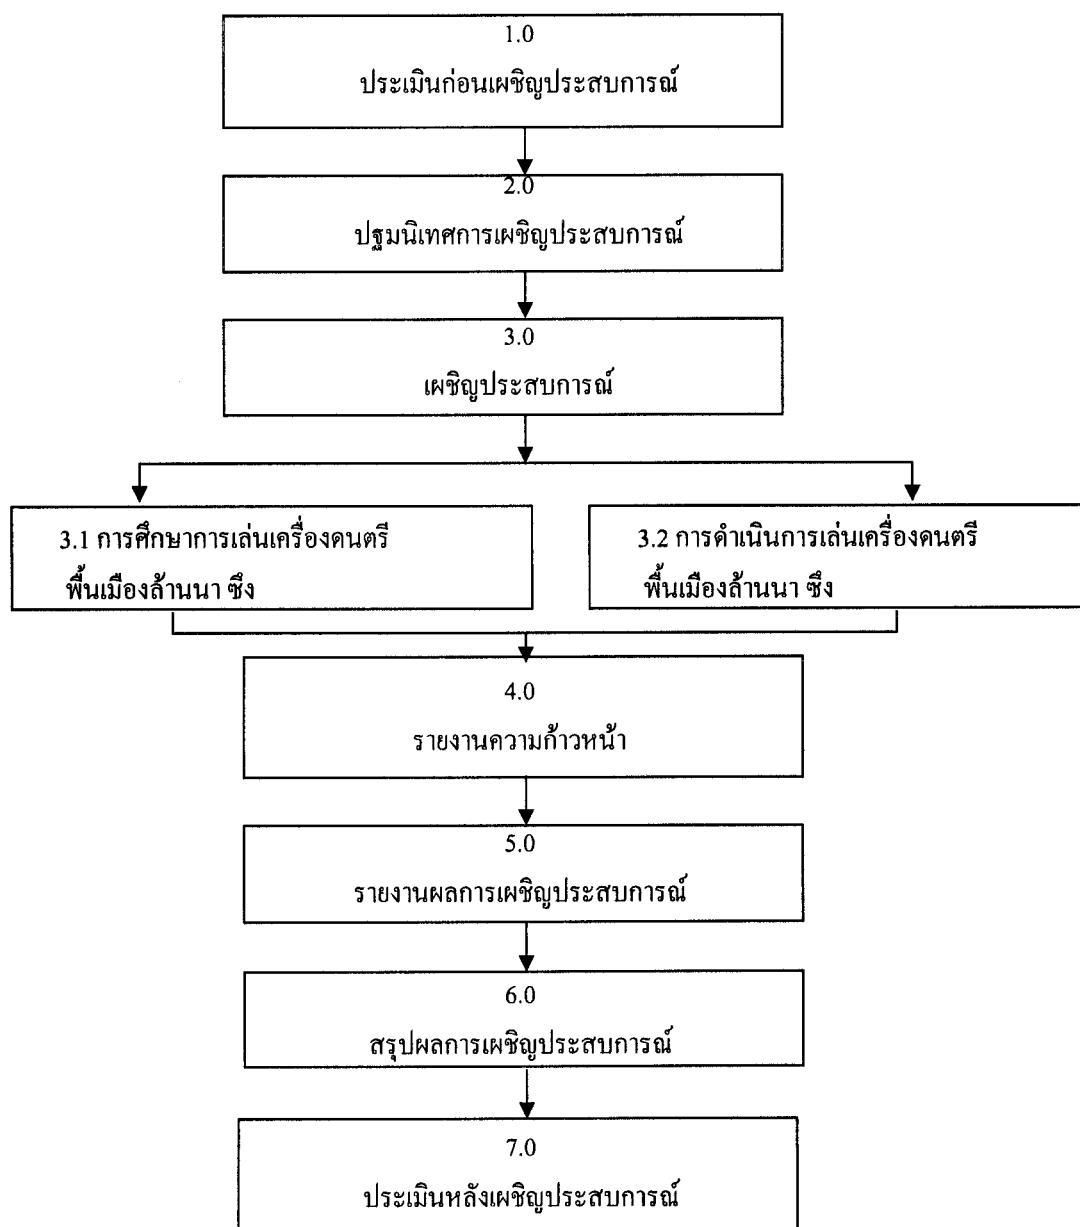 1.0
ประเมินก่อนเผชิญประสบการณ์
2.0
ปฐมนิเทศการเผชิญประสบการณ์
3.0
เผชิญประสบการณ์
3.1 การศึกษาการเล่นเครื่องดนตรี
พื้นเมืองล้านนา ซึง
3.2 การดำเนินการเล่นเครื่องดนตรี
พื้นเมืองล้านนา ซึง
4.0
รายงานความก้าวหน้า
5.0
รายงานผลการเผชิญประสบการณ์
6.0
สรุปผลการเผชิญประสบการณ์
7.0
ประเมินหลังเผชิญประสบการณ์